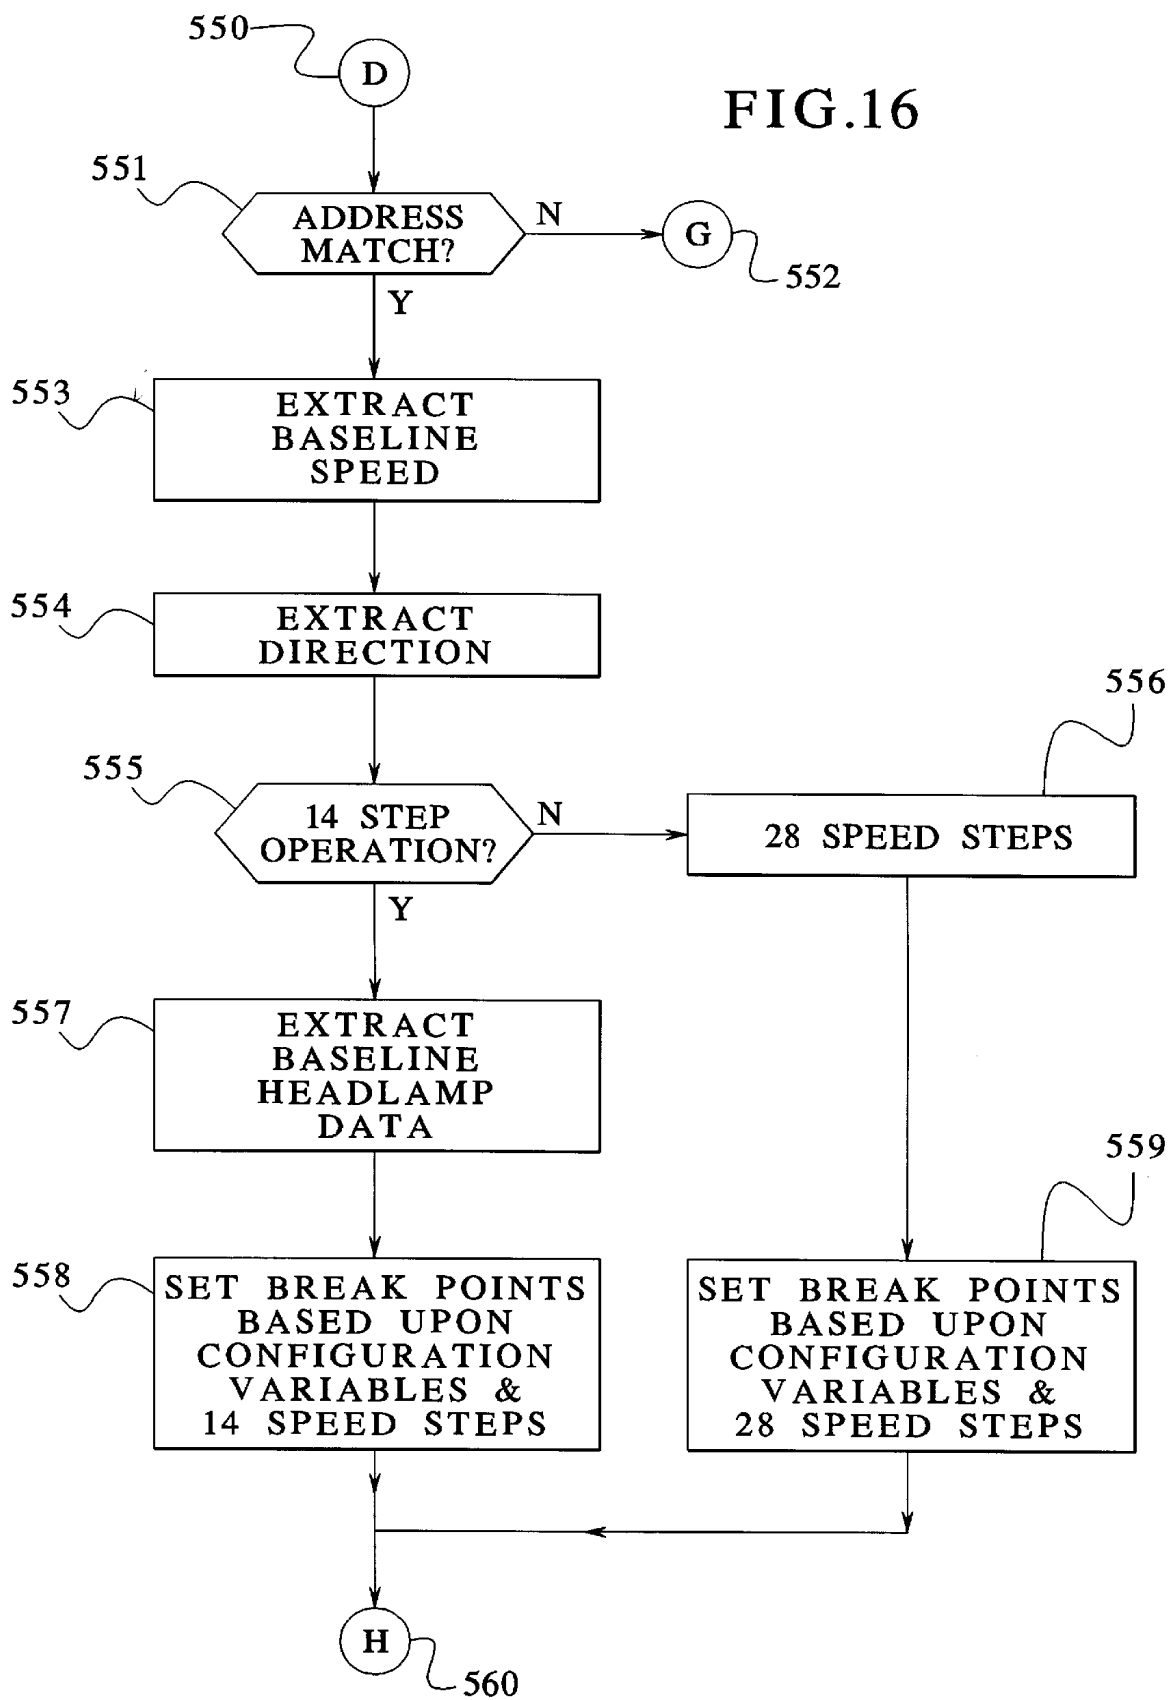 550
D
FIG.16
551
ADDRESS
MATCH?
N
G
552
Y
553
EXTRACT
BASELINE
SPEED
554
EXTRACT
DIRECTION
555
14 STEP
OPERATION?
N
556
28 SPEED STEPS
Y
557
EXTRACT
BASELINE
HEADLAMP
DATA
558
SET BREAK POINTS
BASED UPON
CONFIGURATION
VARIABLES &
14 SPEED STEPS
559
SET BREAK POINTS
BASED UPON
CONFIGURATION
VARIABLES &
28 SPEED STEPS
H
560